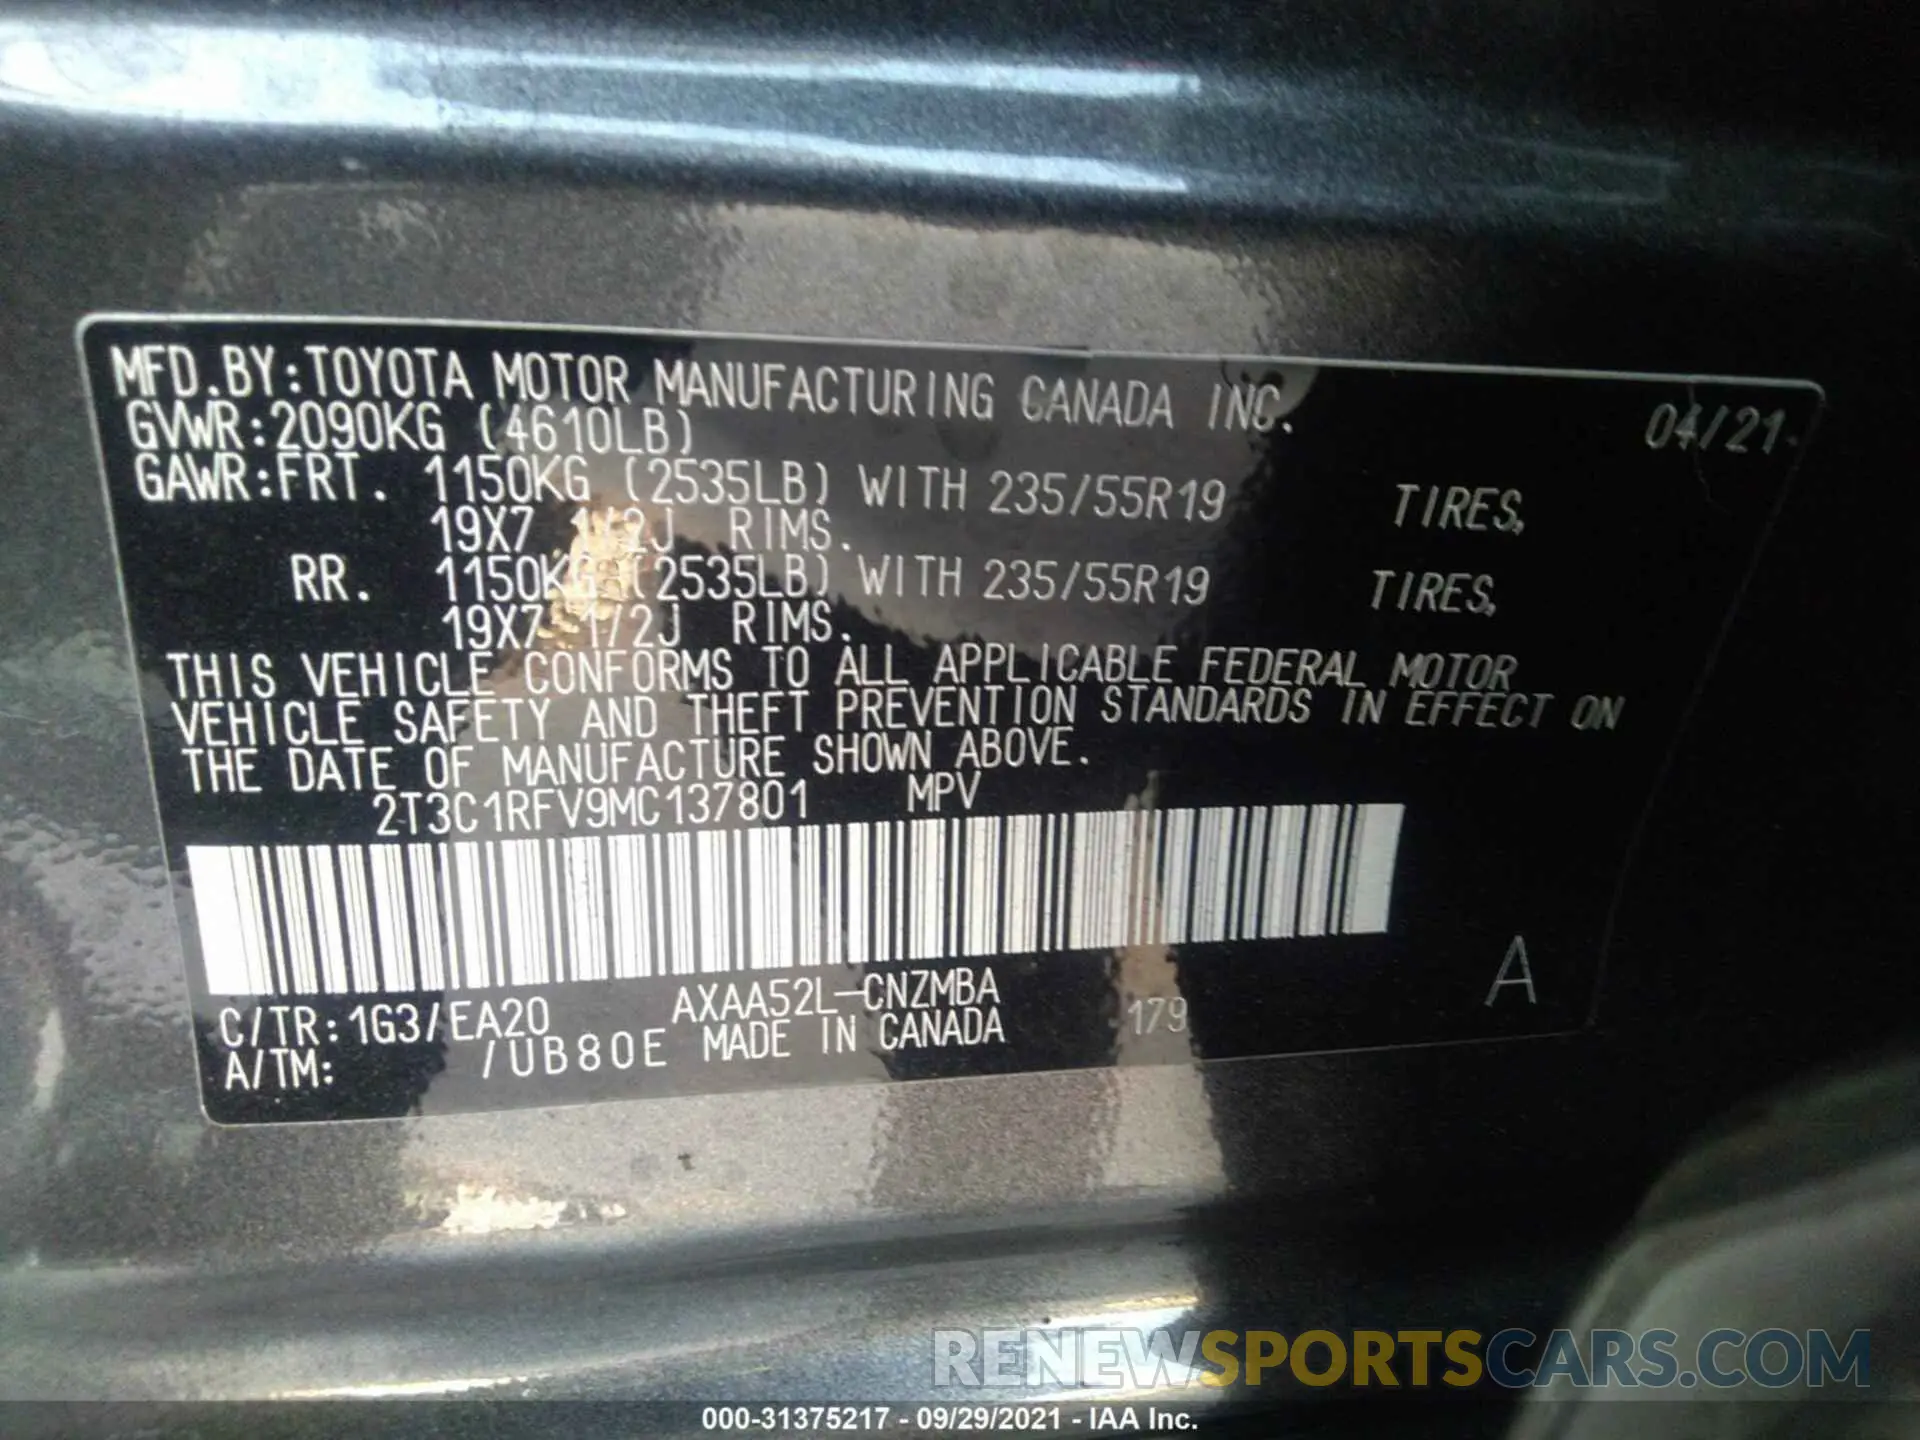 MFD.BY:TOYOTA MOTOR MANUFACTURING CANADA INC. 04/21
GVWR:2090KG (4610LB)
GAWR:FRT. 1150KG (2535LB) WITH 235/55R19 TIRES,
19X7 1/2J RIMS.
RR. 1150KG (2535LB) WITH 235/55R19 TIRES,
19X7 1/2J RIMS.
THIS VEHICLE CONFORMS TO ALL APPLICABLE FEDERAL MOTOR
VEHICLE SAFETY AND THEFT PREVENTION STANDARDS IN EFFECT ON
THE DATE OF MANUFACTURE SHOWN ABOVE.
2T3C1RFV9MC137801 MPV
C/TR:1G3/EA20 AXAA52L-CNZMBA 179 A
A/TM: /UB80E MADE IN CANADA
RENEWSPORTSCARS.COM
000-31375217 - 09/29/2021 - IAA Inc.